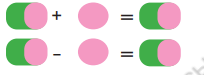 + =
- =